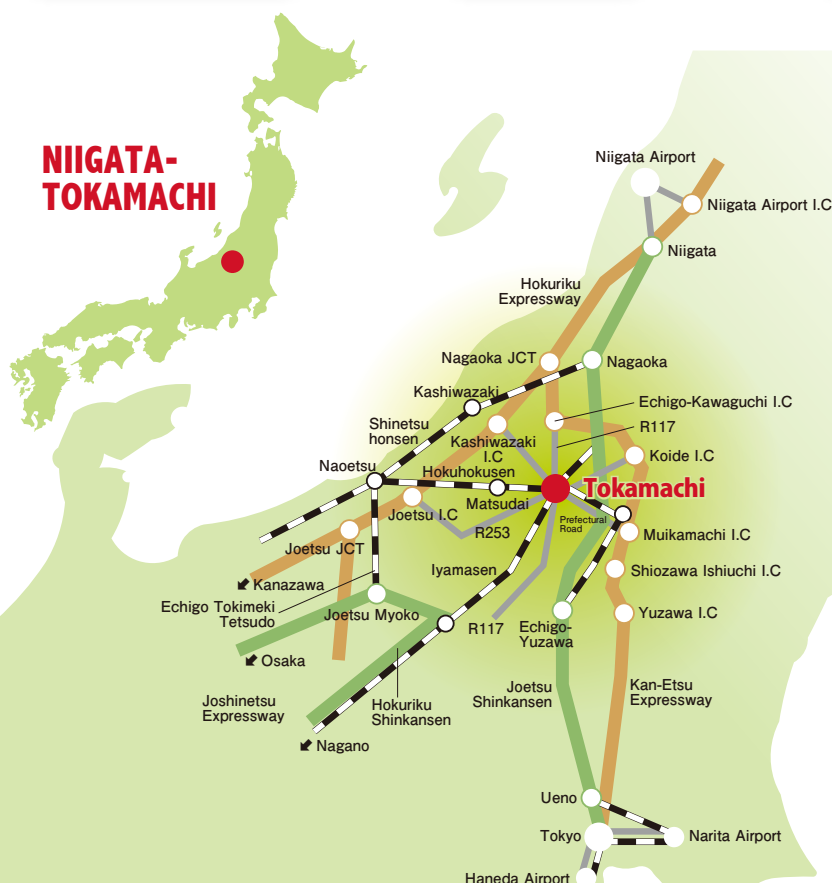 NIIGATA-
TOKAMACHI
Niigata Airport
Niigata Airport I.C
Niigata
Hokuriku
Expressway
Nagaoka JCT
Nagaoka
Kashiwazaki
Echigo-Kawaguchi I.C
R117
Shinetsu
honsen
Kashiwazaki
I.C
Koide I.C
Naoetsu
Hokuhokusen
Tokamachi
Matsudai
Joetsu I.C
Prefectural
Road
R253
Muikamachi I.C
Joetsu JCT
Iyamasen
Shiozawa Ishiuchi I.C
Kanazawa
Echigo Tokimeki
Tetsudo
Joetsu Myoko
Yuzawa I.C
R117
Echigo-
Yuzawa
Osaka
Joshinetsu
Expressway
Hokuriku
Shinkansen
Joetsu
Shinkansen
Kan-Etsu
Expressway
Nagano
Ueno
Tokyo
Narita Airport
Haneda Airport